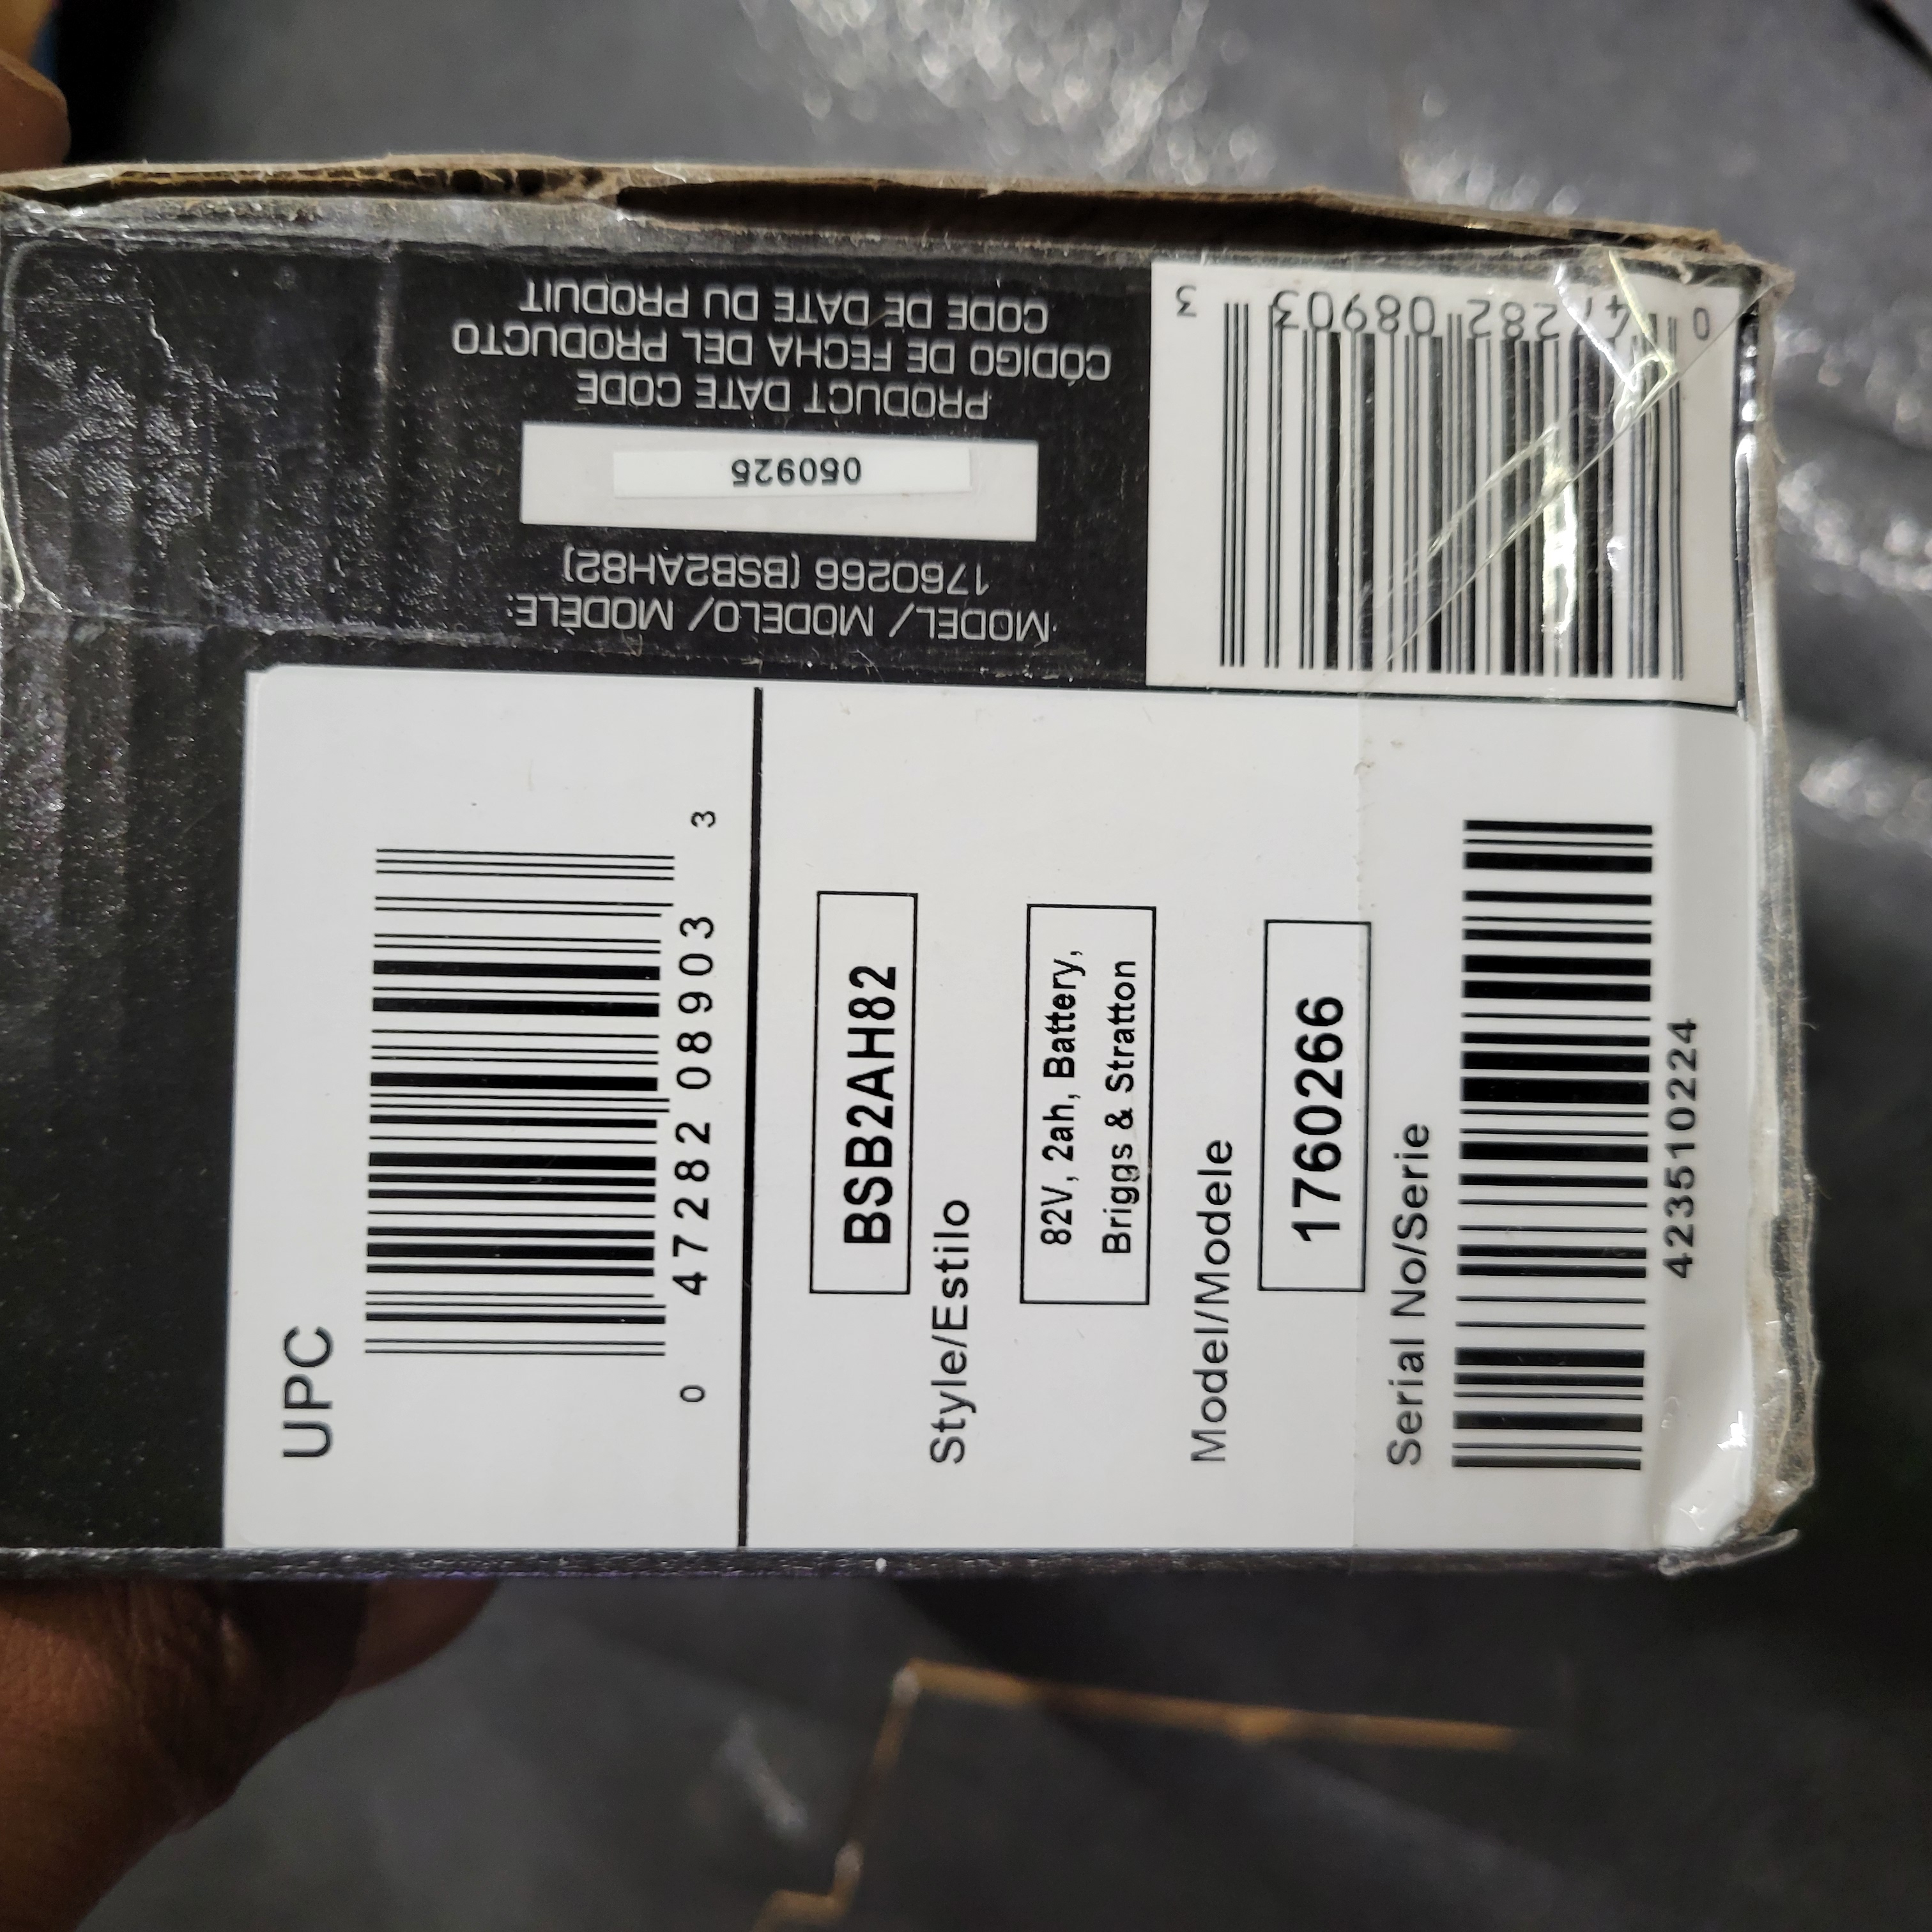 CODE DE DATE DU PRODUIT
CÓDIGO DE FECHA DEL PRODUCTO
PRODUCT DATE CODE
050925
1760266 (BSB2AH82)
MODEL/ MODELO/ MODÈLE:
0 47282 08903 3
UPC
0 47282 08903 3
BSB2AH82
Style/Estilo
82V, 2ah, Battery,
Briggs & Stratton
Model/Modele
1760266
Serial No/Serie
4235510224